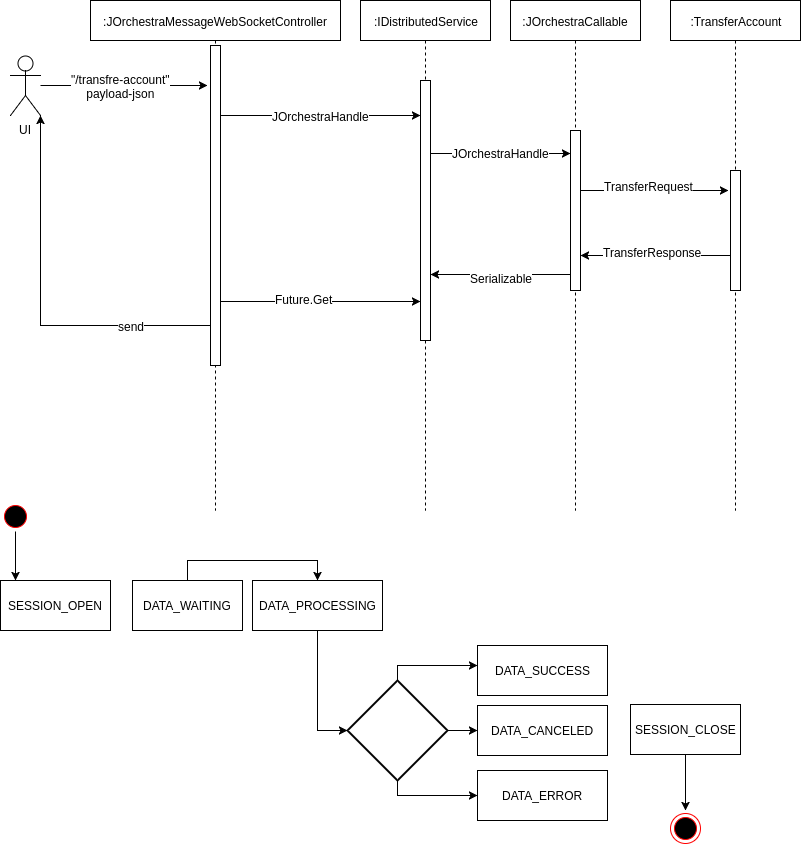 :JOrchestraMessageWebSocketController
:IDistributedService
:JOrchestraCallable
:TransferAccount
"/transfre-account"
payload-json
UI
JOrchestraHandle
JOrchestraHandle
TransferRequest
TransferResponse
Serializable
Future.Get
send
SESSION_OPEN
DATA_WAITING
DATA_PROCESSING
DATA_SUCCESS
DATA_CANCELED
SESSION_CLOSE
DATA_ERROR